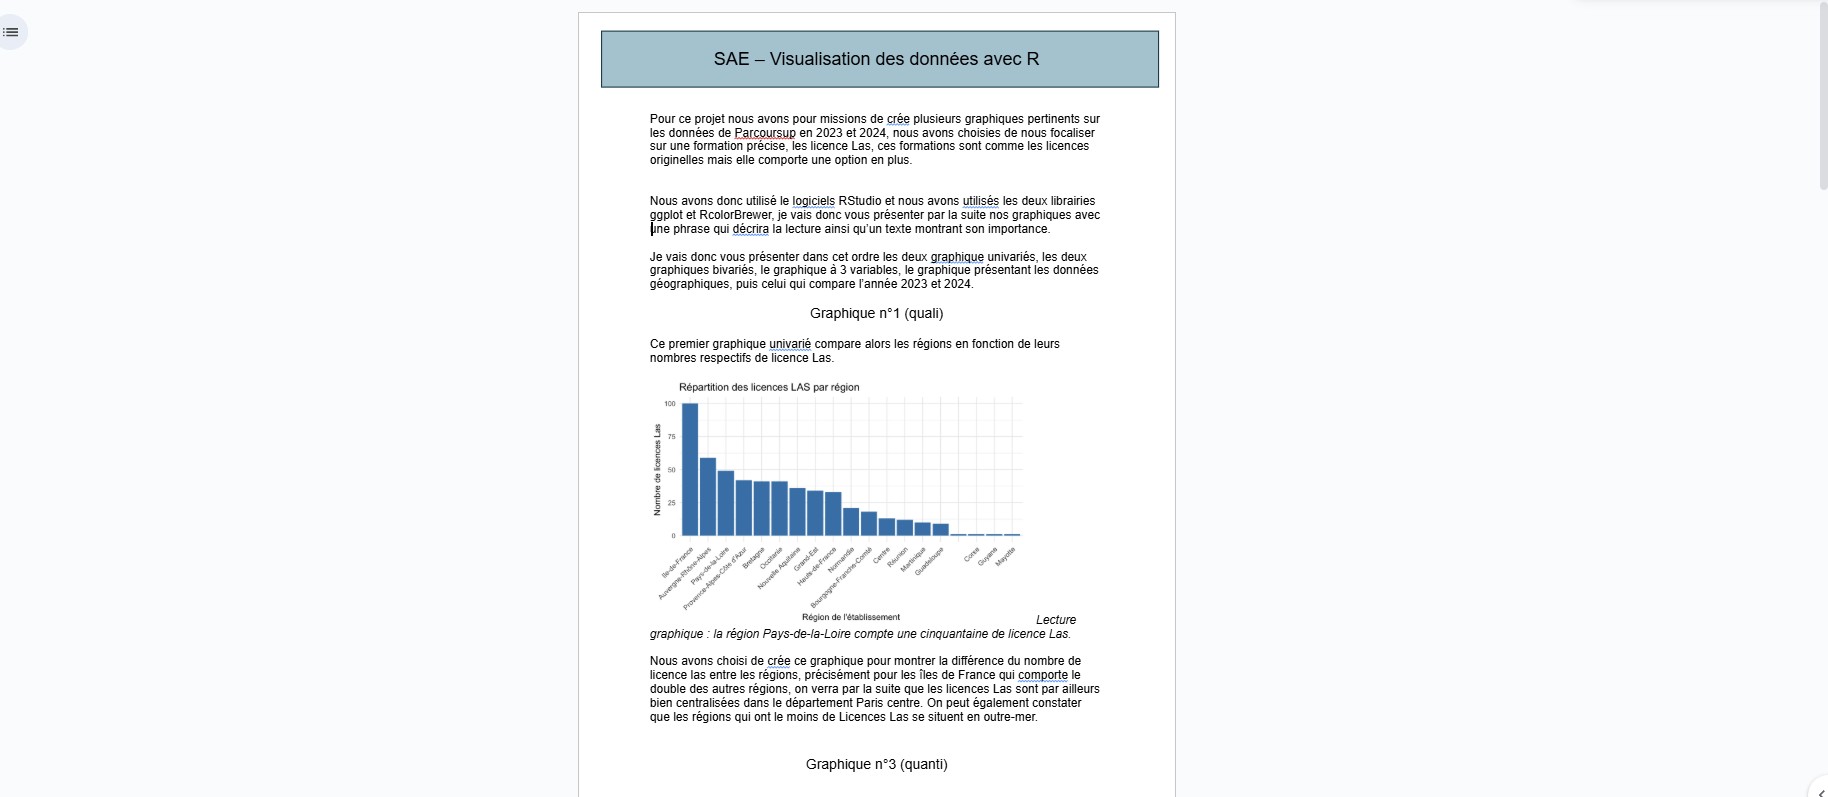 SAE – Visualisation des données avec R
Pour ce projet nous avons pour missions de crée plusieurs graphiques pertinents sur
les données de Parcoursup en 2023 et 2024, nous avons choisies de nous focaliser
sur une formation précise, les licence Las, ces formations sont comme les licences
originelles mais elle comporte une option en plus.
Nous avons donc utilisé le logiciels RStudio et nous avons utilisés les deux librairies
ggplot et RcolorBrewer, je vais donc vous présenter par la suite nos graphiques avec
une phrase qui décrira la lecture ainsi qu'un texte montrant son importance.
Je vais donc vous présenter dans cet ordre les deux graphique univariés, les deux
graphiques bivariés, le graphique à 3 variables, le graphique présentant les données
géographiques, puis celui qui compare l'année 2023 et 2024.
Graphique n°1 (quali)
Ce premier graphique univarié compare alors les régions en fonction de leurs
nombres respectifs de licence Las.
Répartition des licences LAS par région
Nombre de licences Las
100
75
50
25
0
Ile-de-France
Auvergne-Rhône-Alpes
Pays-de-la-Loire
Provence-Alpes-Côte d'Azur
Bretagne
Occitanie
Nouvelle Aquitaine
Grand-Est
Hauts-de-France
Normandie
Bourgogne-Franche-Comté
Centre
Réunion
Martinique
Guadeloupe
Corse
Guyane
Mayotte
Région de l'établissement
Lecture
graphique : la région Pays-de-la-Loire compte une cinquantaine de licence Las.
Nous avons choisi de crée ce graphique pour montrer la différence du nombre de
licence las entre les régions, précisément pour les îles de France qui comporte le
double des autres régions, on verra par la suite que les licences Las sont par ailleurs
bien centralisées dans le département Paris centre. On peut également constater
que les régions qui ont le moins de Licences Las se situent en outre-mer.
Graphique n°3 (quanti)